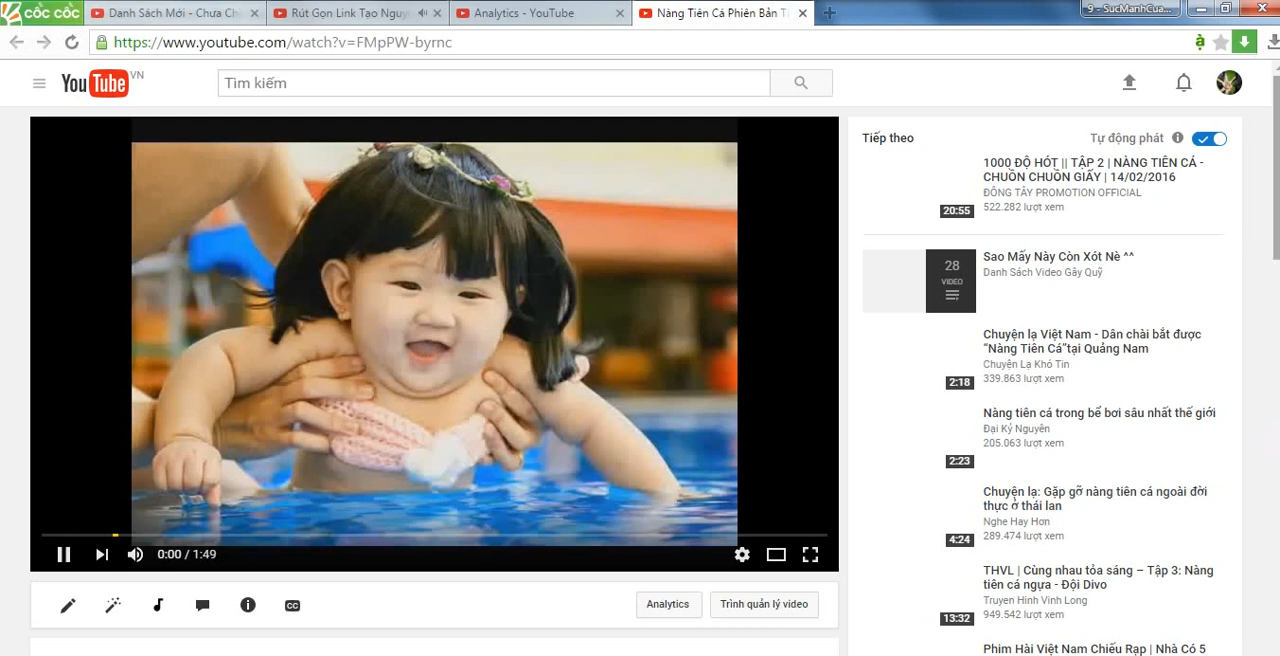 cốc cốc
Danh Sách Mới - Chưa Ch
Rút Gọn Link Tạo Nguy
Analytics - YouTube
Nàng Tiên Cá Phiên Bản T
9 - SucManhCua...
https://www.youtube.com/watch?v=FMpPW-byrnc
YouTube VN
Tìm kiếm
Tiếp theo
Tự động phát
1000 ĐỘ HÓT || TẬP 2 | NÀNG TIÊN CÁ -
CHUỒN CHUỒN GIẤY | 14/02/2016
ĐÔNG TÂY PROMOTION OFFICIAL
522.282 lượt xem
20:55
28
VIDEO
Sao Mấy Này Còn Xót Nè ^^
Danh Sách Video Gây Quỹ
Chuyện lạ Việt Nam - Dân chài bắt được
“Nàng Tiên Cá”tại Quảng Nam
Chuyện Lạ Khó Tin
339.863 lượt xem
2:18
Nàng tiên cá trong bể bơi sâu nhất thế giới
Đại Kỷ Nguyên
205.063 lượt xem
2:23
Chuyện lạ: Gặp gỡ nàng tiên cá ngoài đời
thực ở thái lan
Nghe Hay Hơn
289.474 lượt xem
4:24
THVL | Cùng nhau tỏa sáng – Tập 3: Nàng
tiên cá ngựa - Đội Divo
Truyen Hinh Vinh Long
949.542 lượt xem
13:32
Phim Hài Việt Nam Chiếu Rạp | Nhà Có 5
0:00 / 1:49
CC
Analytics
Trình quản lý video